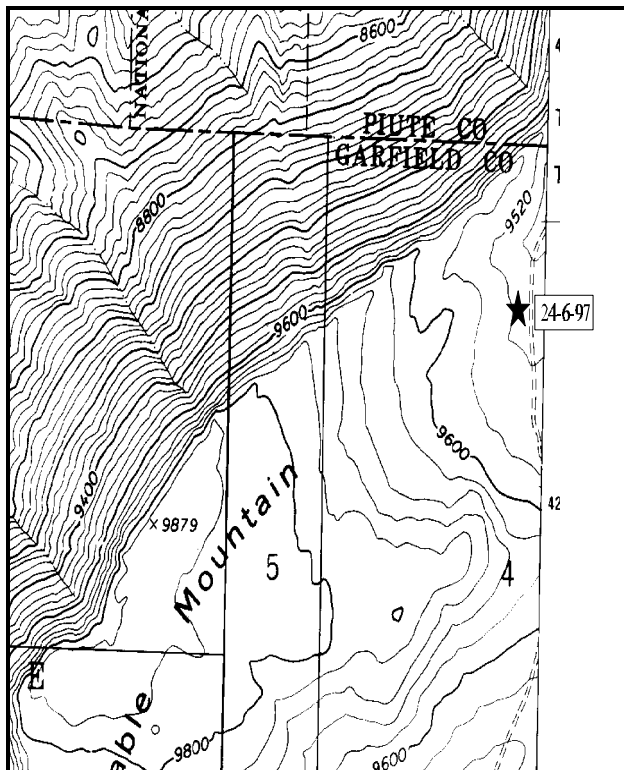 8600
NATIONA
4
PIUTE CO
T
GARFIELD CO
T
8800
9520
24-6-97
9600
9600
9400
9879
42
Mountain
5
4
E
able
9800
9600